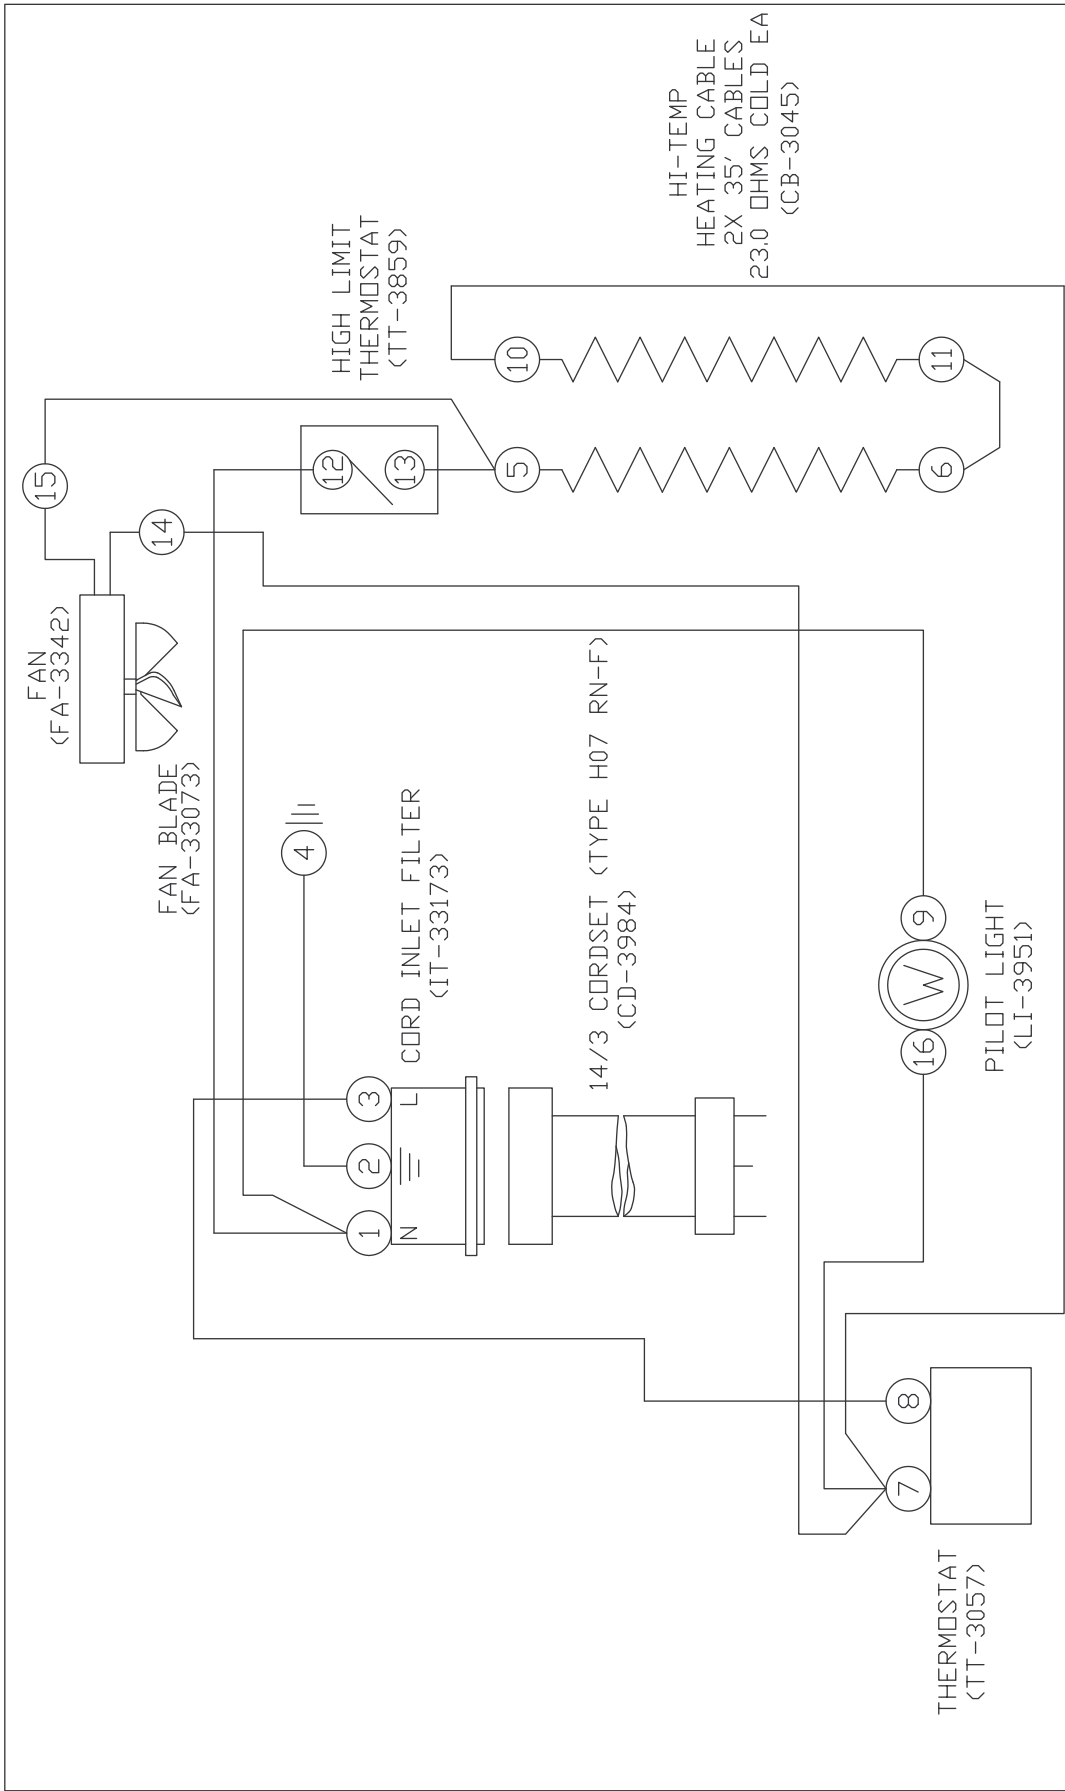 FAN
(FA-3342)
FAN BLADE
(FA-33073)
15
14
HIGH LIMIT
THERMOSTAT
(TT-3859)
12
13
HI-TEMP
HEATING CABLE
2X 35' CABLES
23.0 OHMS COLD EA
(CB-3045)
5
10
6
11
4
CORD INLET FILTER
(IT-33173)
1
2
3
N
L
14/3 CORDSET (TYPE H07 RN-F)
(CD-3984)
16
W
9
PILOT LIGHT
(LI-3951)
7
8
THERMOSTAT
(TT-3057)